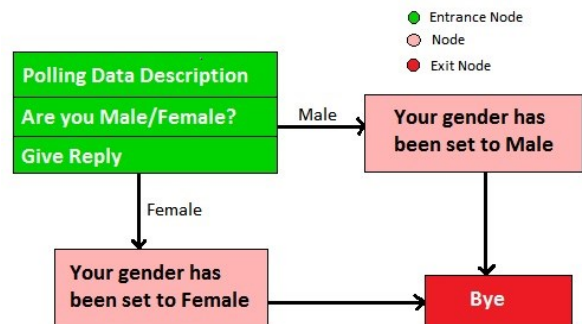 Entrance Node
Node
Exit Node
Polling Data Description
Are you Male/Female?
Give Reply
Male
Your gender has
been set to Male
Female
Your gender has
been set to Female
Bye